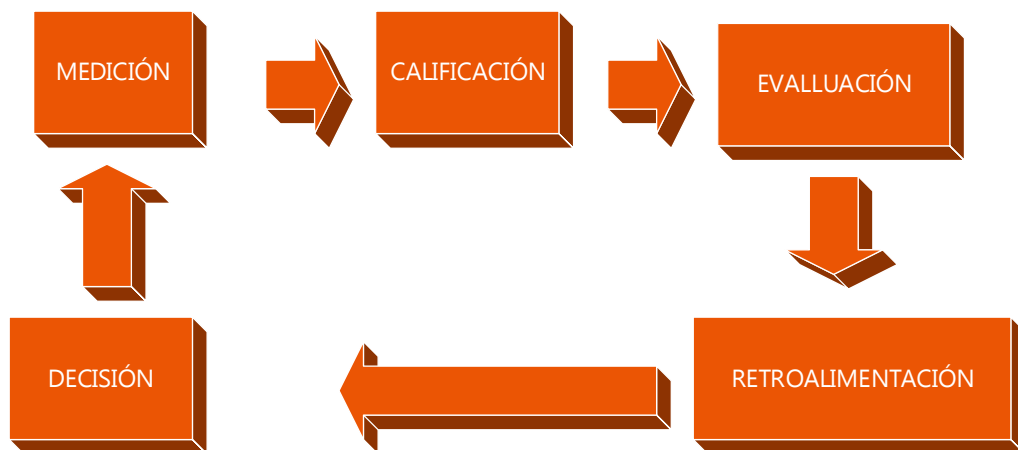 MEDICIÓN
CALIFICACIÓN
EVALLUACIÓN
DECISIÓN
RETROALIMENTACIÓN